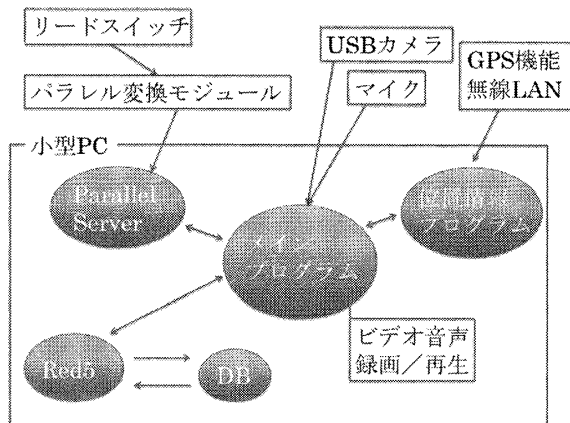 リードスイッチ
パラレル変換モジュール
USBカメラ
マイク
GPS機能
無線LAN
小型PC
Parallel
Server
メイン
プログラム
位置情報
プログラム
ビデオ音声
録画／再生
Red5
DB